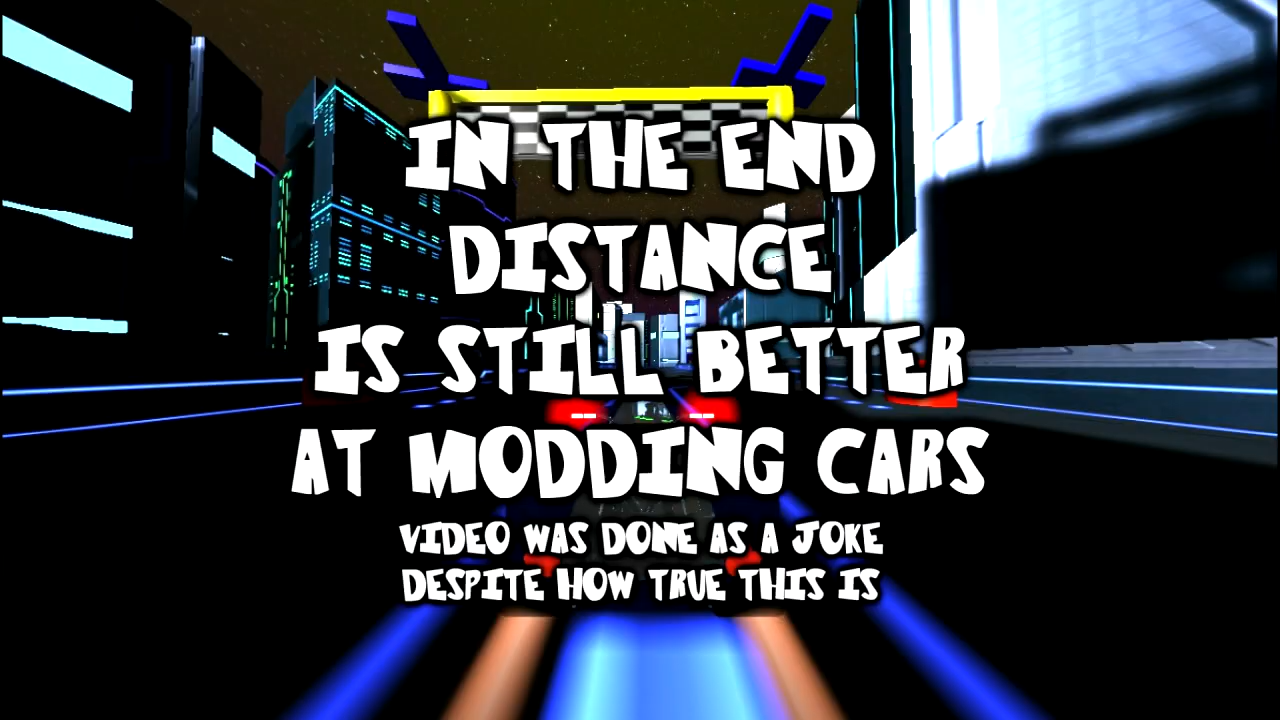 IN THE END
DISTANCE
IS STILL BETTER
AT MODDING CARS
VIDEO WAS DONE AS A JOKE
DESPITE HOW TRUE THIS IS